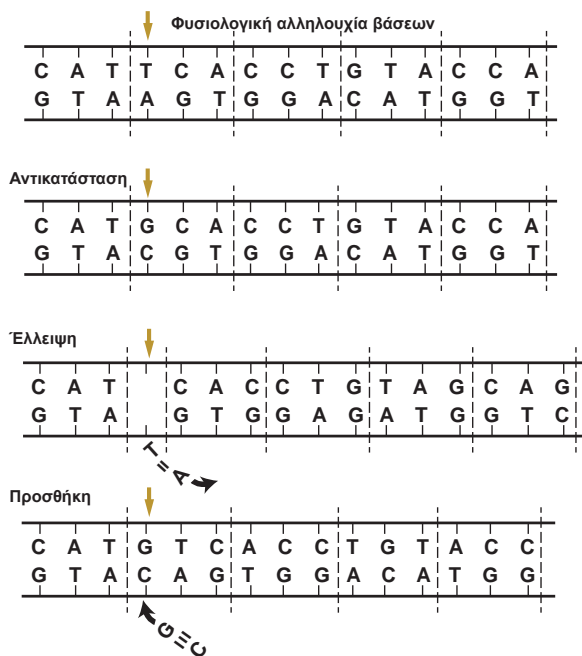 Φυσιολογική αλληλουχία βάσεων
C A T T C A C C T G T A C C A
G T A A G T G G A C A T G G T
Αντικατάσταση
C A T G C A C C T G T A C C A
G T A C G T G G A C A T G G T
Έλλειψη
C A T C A C C T G T A G C A G
G T A G T G G A G A T G G T C
T=A
Προσθήκη
C A T G T C A C C T G T A C C
G T A C A G T G G A C A T G G
G≡C